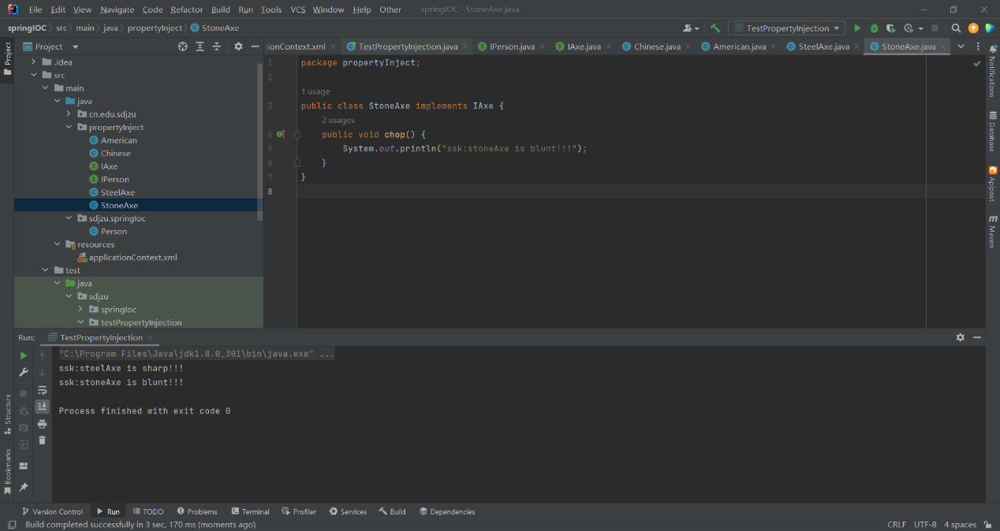 File Edit View Navigate Code Refactor Build Run Tools VCS Window Help Other springIOC - StoneAxe.java
springIOC src main java propertyInject StoneAxe TestPropertyInjection
Project
tionContext.xml TestPropertyInjection.java IPerson.java IAxe.java Chinese.java American.java SteelAxe.java StoneAxe.java
.idea
src
main
java
cn.edu.sdjzu
propertyInject
American
Chinese
IAxe
IPerson
SteelAxe
StoneAxe
sdjzu.springIoc
Person
resources
applicationContext.xml
test
java
sdjzu
springIoc
testPropertyInjection
1 package propertyInject;
2
1 usage
3 public class StoneAxe implements IAxe {
2 usages
4 public void chop() {
5 System.out.println("ssk:stoneAxe is blunt!!!");
6 }
7 }
8
Project
Structure
Bookmarks
Notifications
Database
Apipost
Maven
Run: TestPropertyInjection
"C:\Program Files\Java\jdk1.8.0_301\bin\java.exe" ...
ssk:steelAxe is sharp!!!
ssk:stoneAxe is blunt!!!
Process finished with exit code 0
Version Control Run TODO Problems Terminal Profiler Services Build Dependencies
Build completed successfully in 3 sec, 170 ms (moments ago) CRLF UTF-8 4 spaces